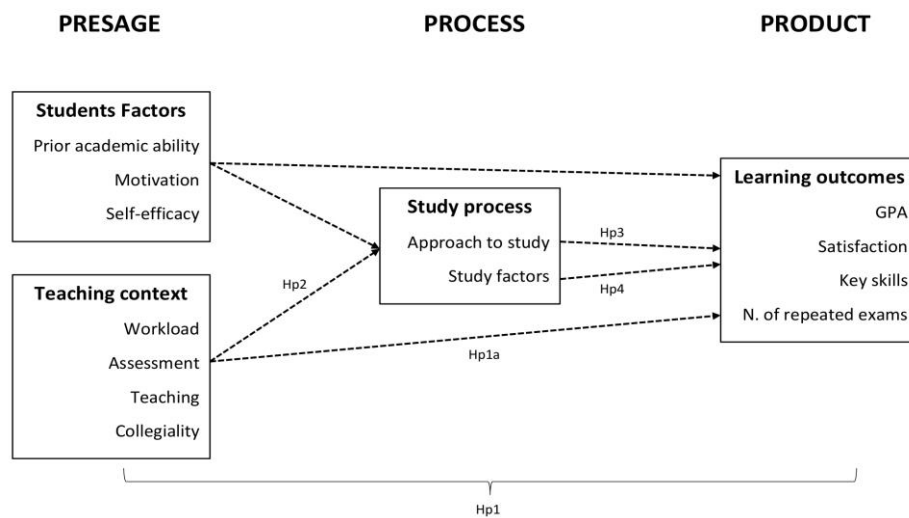 PRESAGE
PROCESS
PRODUCT
Students Factors
Prior academic ability
Motivation
Self-efficacy
Teaching context
Workload
Assessment
Teaching
Collegiality
Study process
Approach to study
Study factors
Learning outcomes
GPA
Satisfaction
Key skills
N. of repeated exams
Hp2
Hp3
Hp4
Hp1a
Hp1